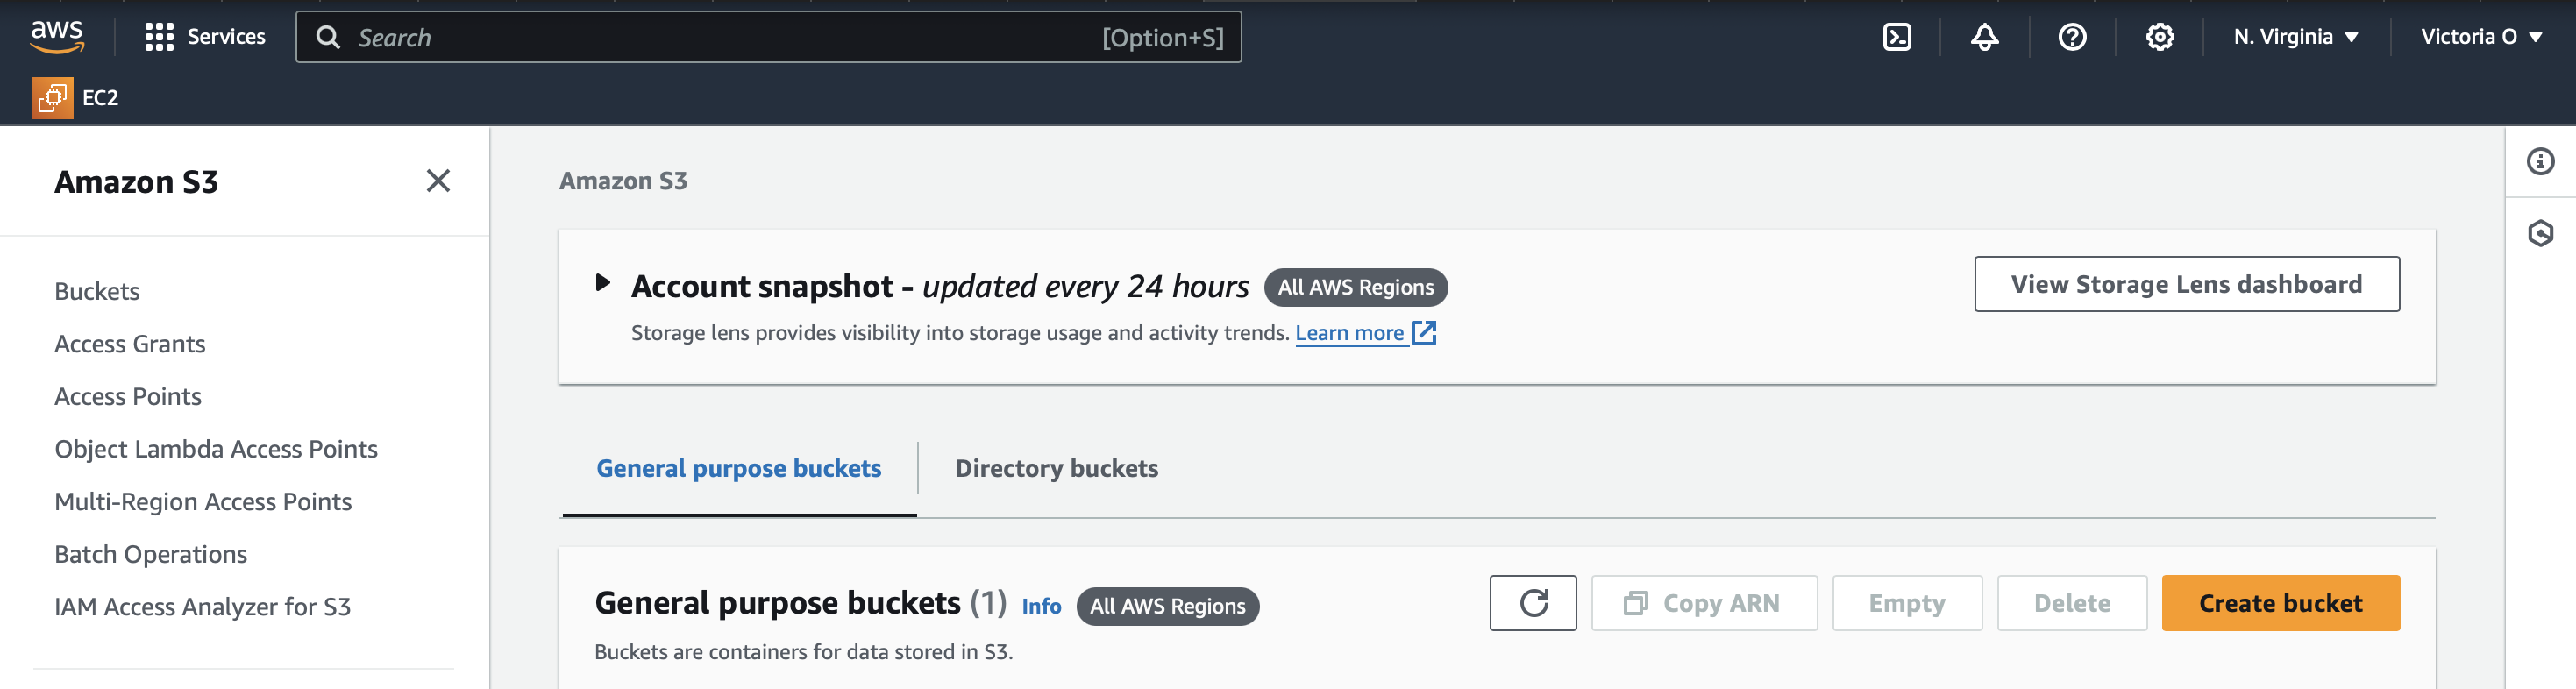 aws
Services
Search
[Option+S]
N. Virginia
Victoria O
EC2
Amazon S3
Buckets
Access Grants
Access Points
Object Lambda Access Points
Multi-Region Access Points
Batch Operations
IAM Access Analyzer for S3
Amazon S3
Account snapshot - updated every 24 hours
All AWS Regions
Storage lens provides visibility into storage usage and activity trends. Learn more
View Storage Lens dashboard
General purpose buckets
Directory buckets
General purpose buckets (1)
Info
All AWS Regions
Buckets are containers for data stored in S3.
Copy ARN
Empty
Delete
Create bucket